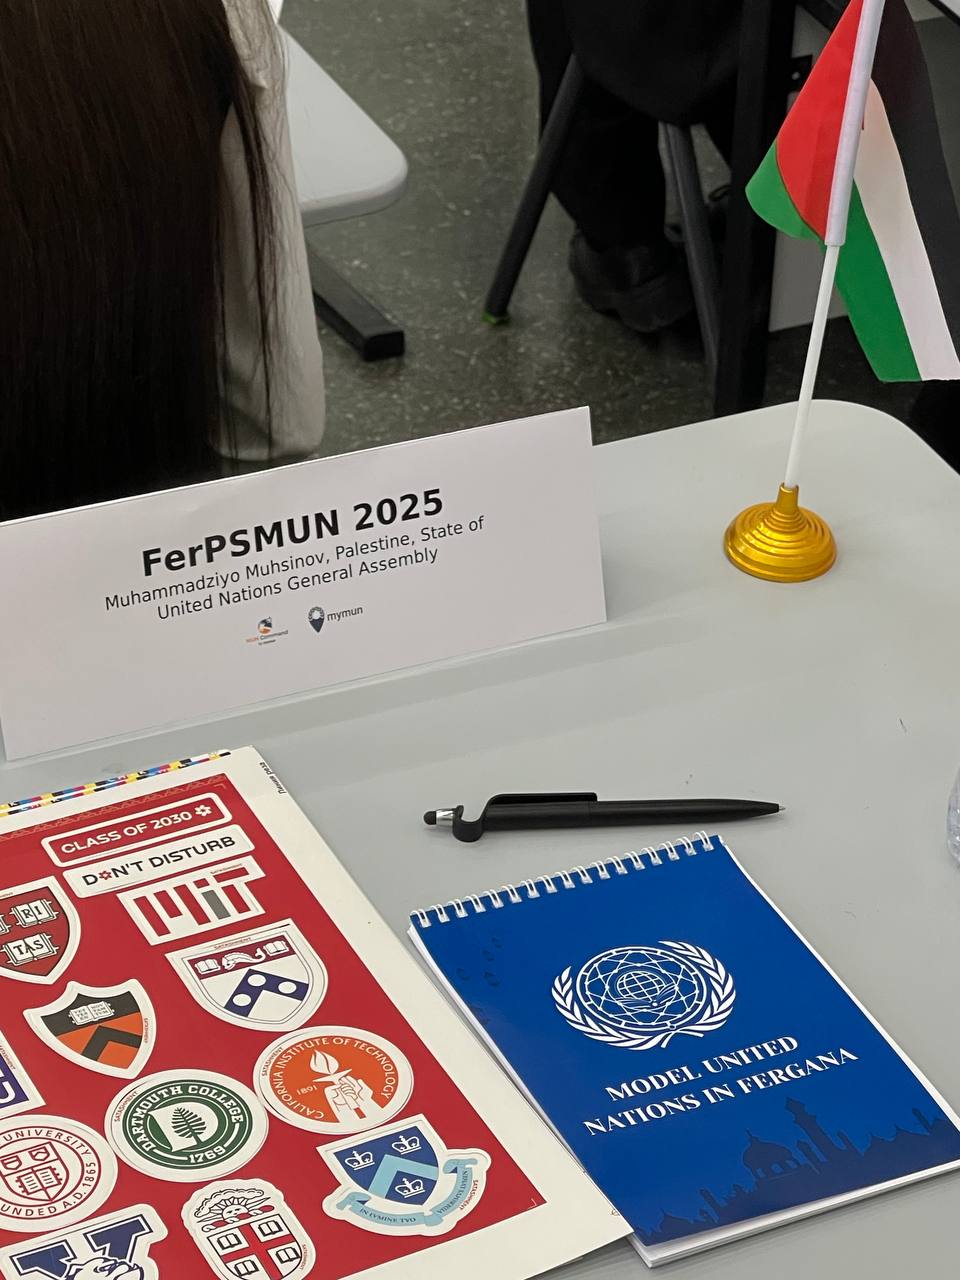 FerPSMUN 2025
Muhammadziyo Muhsinov, Palestine, State of
United Nations General Assembly
MUN Command
mymun
CLASS OF 2030
DON'T DISTURB
MIT
RI
TAS
CALIFORNIA INSTITUTE OF TECHNOLOGY
1891
DARTMOUTH COLLEGE
1769
UNIVERSITY
UNDED A.D. 1865
IN LVMINE TVO
MODEL UNITED
NATIONS IN FERGANA